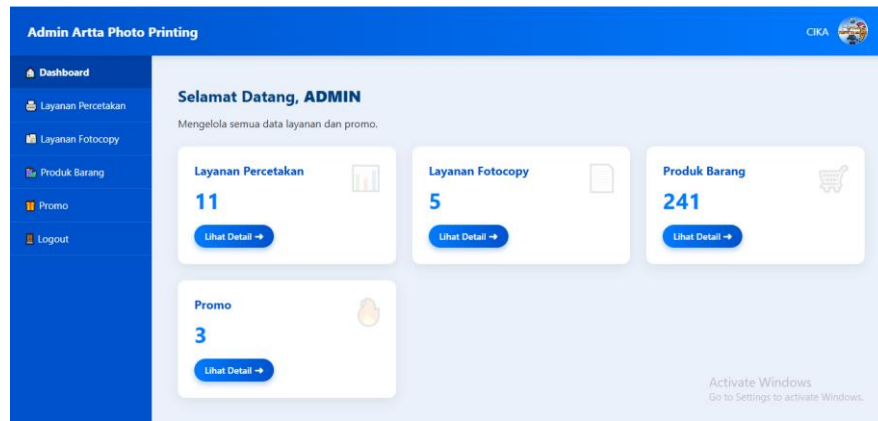 Admin Artta Photo Printing
CIKA
Dashboard
Layanan Percetakan
Layanan Fotocopy
Produk Barang
Promo
Logout
Selamat Datang, ADMIN
Mengelola semua data layanan dan promo.
Layanan Percetakan
11
Lihat Detail →
Layanan Fotocopy
5
Lihat Detail →
Produk Barang
241
Lihat Detail →
Promo
3
Lihat Detail →
Activate Windows
Go to Settings to activate Windows.